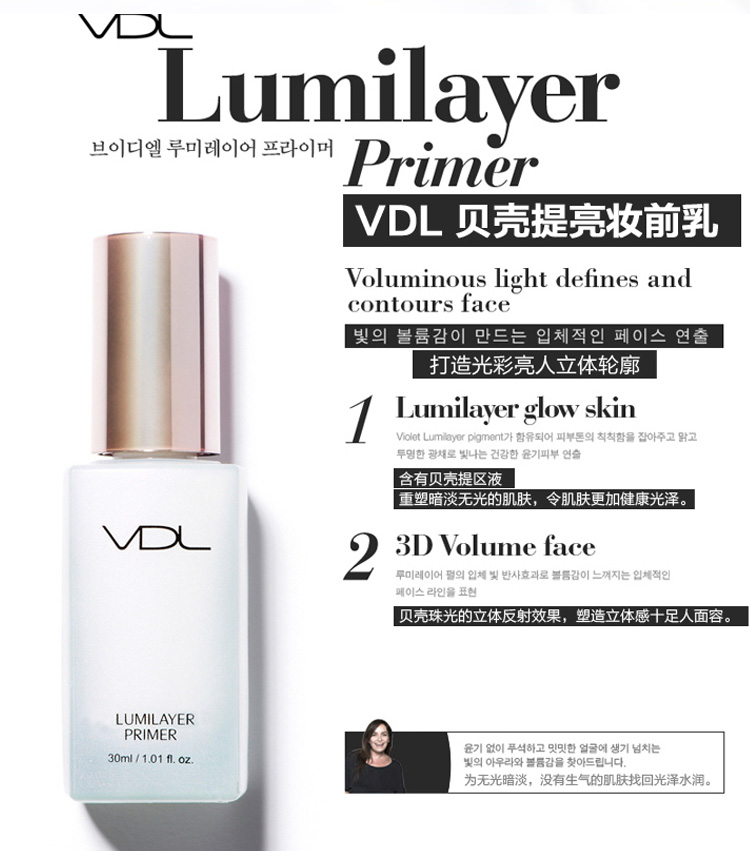 VDL
Lumilayer
브이디엘 루미레이어 프라이머
Primer
VDL 贝壳提亮妆前乳
Voluminous light defines and
contours face
빛의 볼륨감이 만드는 입체적인 페이스 연출
打造光彩亮人立体轮廓
1 Lumilayer glow skin
Violet Lumilayer pigment가 함유되어 피부톤의 칙칙함을 잡아주고 맑고
투명한 광채로 빛나는 건강한 윤기피부 연출
含有贝壳提区液
重塑暗淡无光的肌肤，令肌肤更加健康光泽。
2 3D Volume face
루미레이어 펄의 입체 빛 반사효과로 볼륨감이 느껴지는 입체적인
페이스 라인을 표현
贝壳珠光的立体反射效果，塑造立体感十足人面容。
VDL
LUMILAYER
PRIMER
30ml / 1.01 fl. oz.
윤기 없이 푸석하고 밋밋한 얼굴에 생기 넘치는
빛의 아우라와 볼륨감을 찾아드립니다.
为无光暗淡，没有生气的肌肤找回光泽水润。